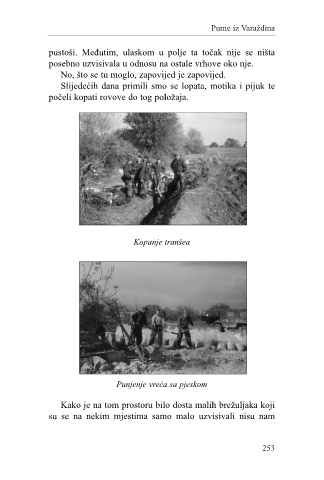 Pume iz Varaždina
pustoši. Međutim, ulaskom u polje ta točak nije se ništa
posebno uzvisivala u odnosu na ostale vrhove oko nje.
No, što se tu moglo, zapovijed je zapovijed.
Slijedećih dana primili smo se lopata, motika i pijuk te
počeli kopati rovove do tog položaja.
Kopanje tranšea
Punjenje vreća sa pjeskom
Kako je na tom prostoru bilo dosta malih brežuljaka koji
su se na nekim mjestima samo malo uzvisivali nisu nam
253